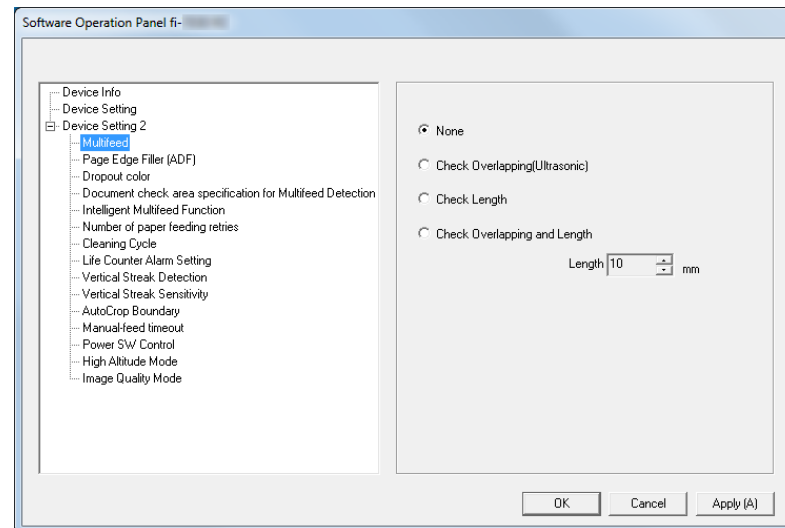 Software Operation Panel fi-
Device Info
Device Setting
Device Setting 2
Multifeed
Page Edge Filler (ADF)
Dropout color
Document check area specification for Multifeed Detection
Intelligent Multifeed Function
Number of paper feeding retries
Cleaning Cycle
Life Counter Alarm Setting
Vertical Streak Detection
Vertical Streak Sensitivity
AutoCrop Boundary
Manual-feed timeout
Power SW Control
High Altitude Mode
Image Quality Mode
None
Check Overlapping(Ultrasonic)
Check Length
Check Overlapping and Length
Length 10 mm
OK Cancel Apply (A)